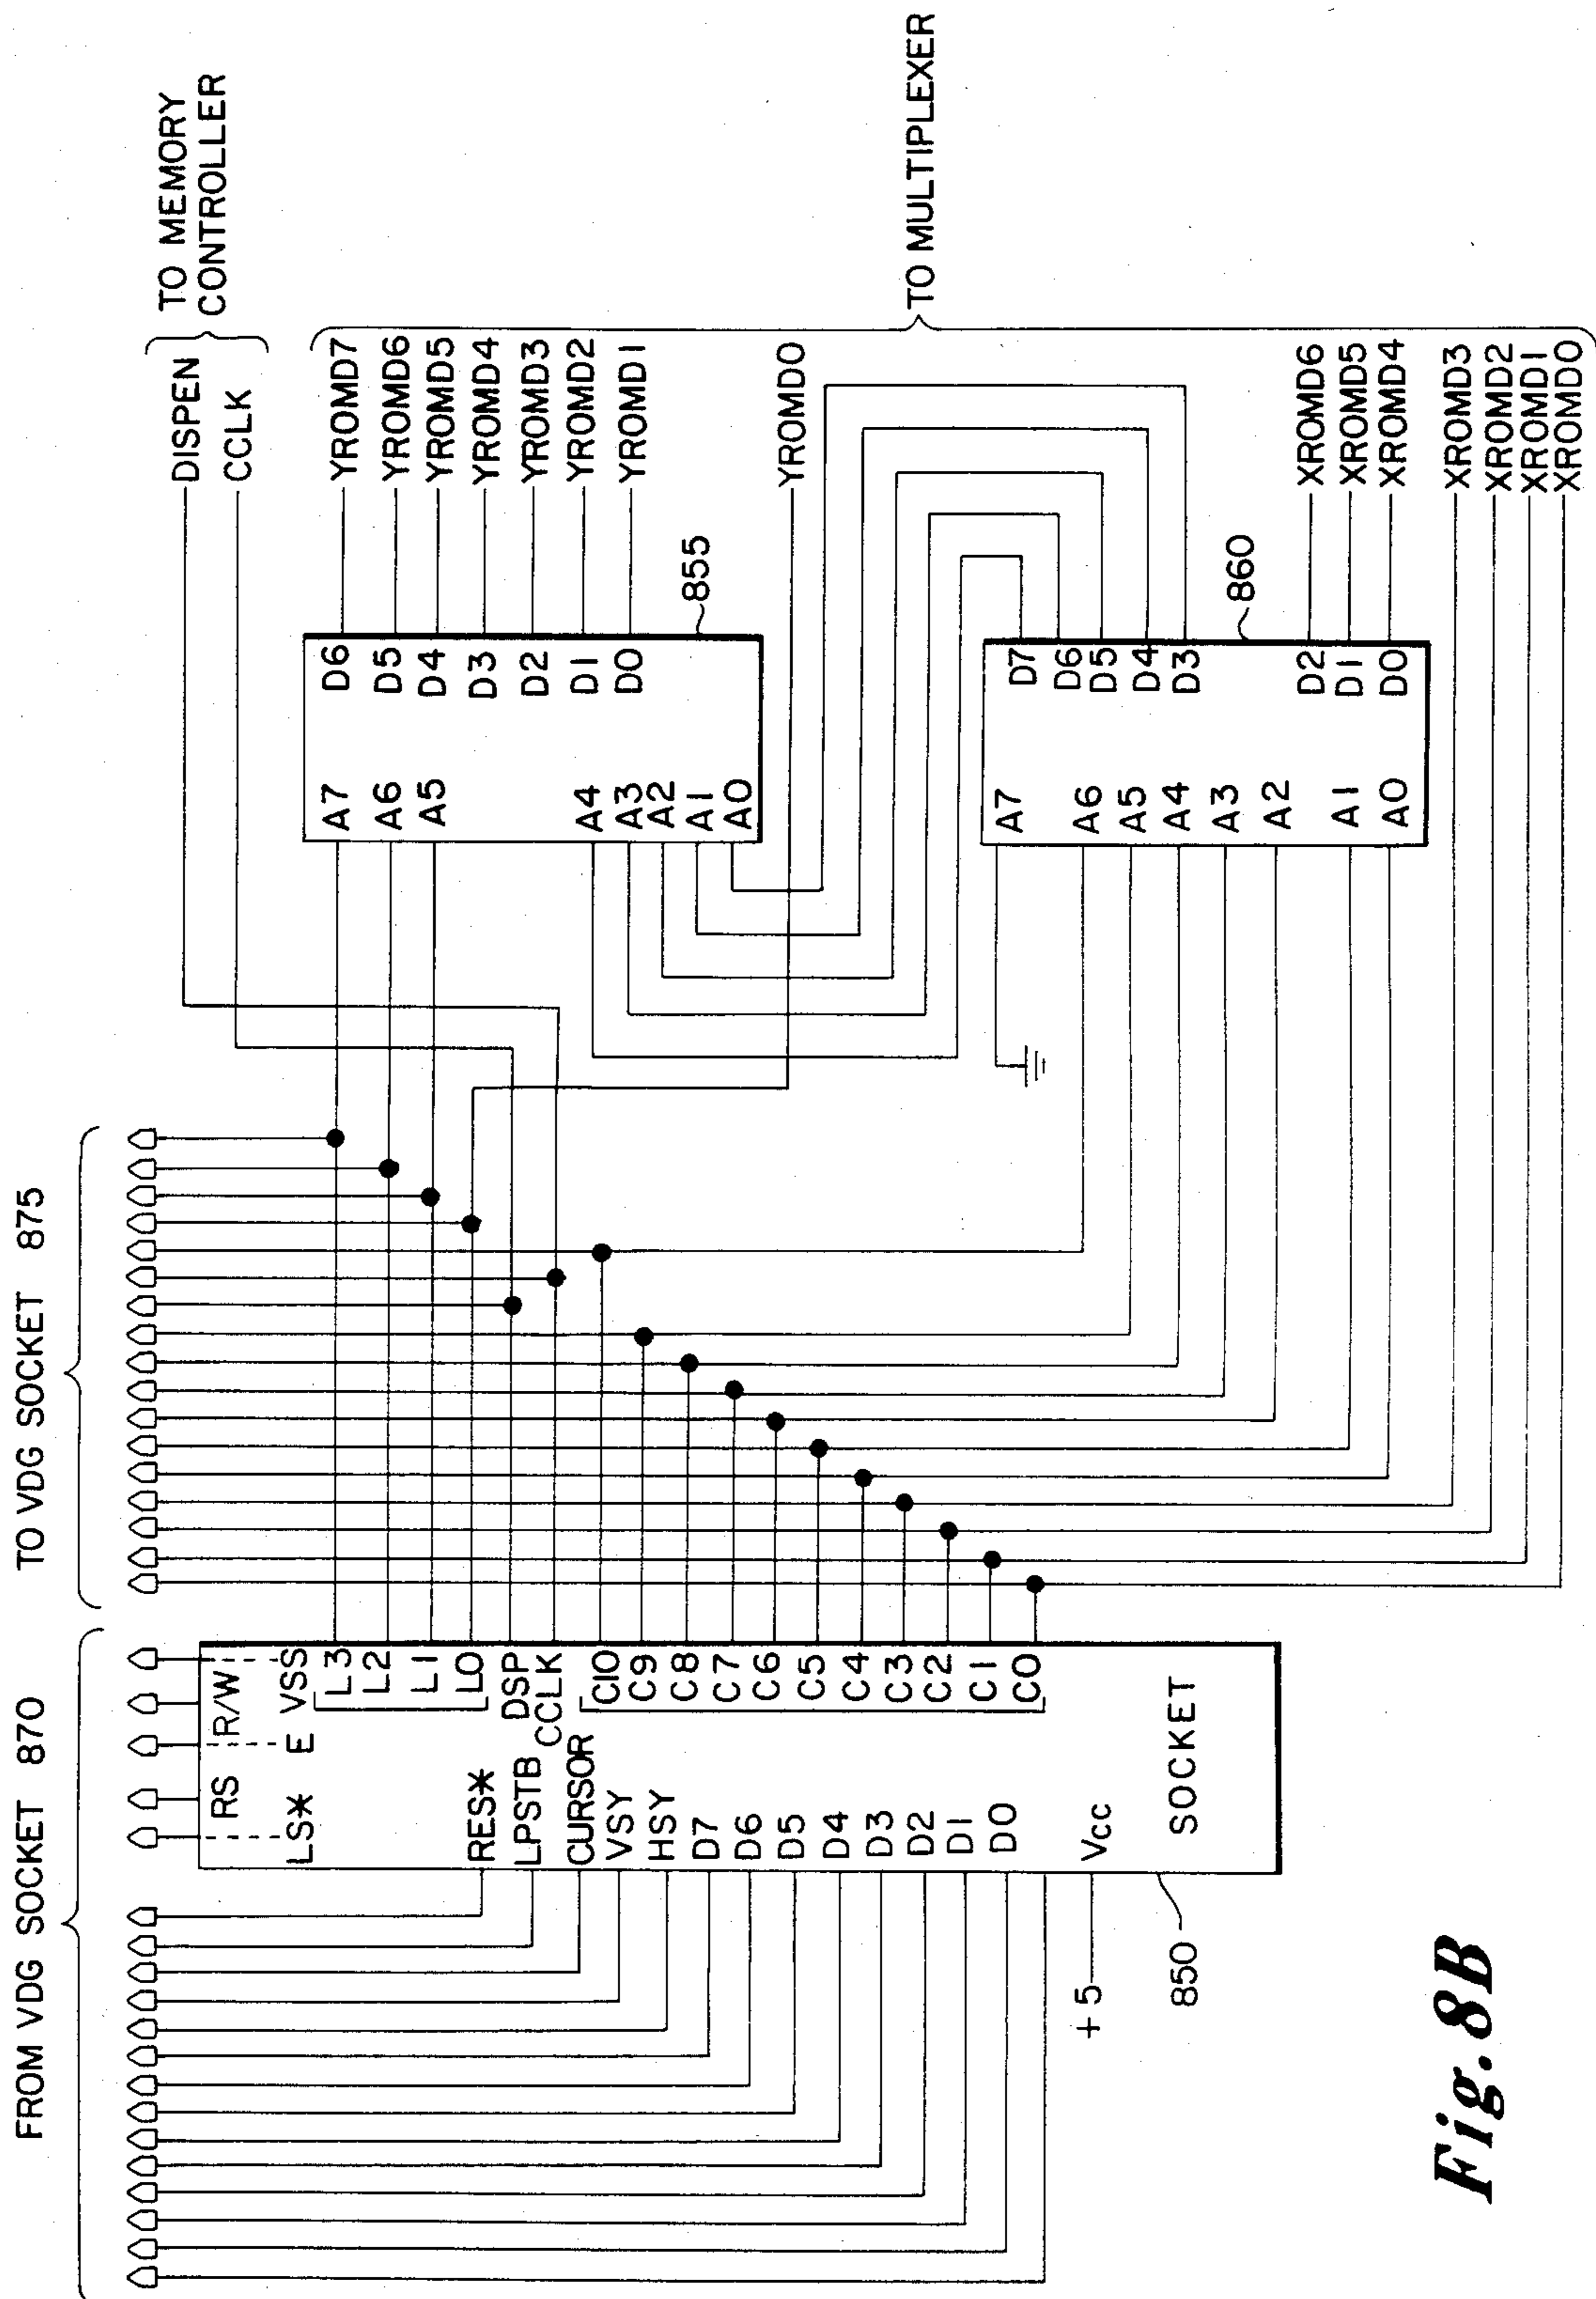 FROM VDG SOCKET 870
TO VDG SOCKET 875
TO MEMORY
CONTROLLER
DISPEN
CCLK
YROMD7
YROMD6
YROMD5
YROMD4
YROMD3
YROMD2
YROMD1
YROMD0
TO MULTIPLEXER
XROMD6
XROMD5
XROMD4
XROMD3
XROMD2
XROMD1
XROMD0
A7
A6
A5
A4
A3
A2
A1
A0
D6
D5
D4
D3
D2
D1
D0
855
A7
A6
A5
A4
A3
A2
A1
A0
D7
D6
D5
D4
D3
D2
D1
D0
860
LS*
RS
E
R/W
VSS
RES*
LPSTB
CURSOR
VSY
HSY
D7
D6
D5
D4
D3
D2
D1
D0
Vcc
L3
L2
L1
L0
DSP
CCLK
C10
C9
C8
C7
C6
C5
C4
C3
C2
C1
C0
SOCKET
+5
850
Fig. 8B